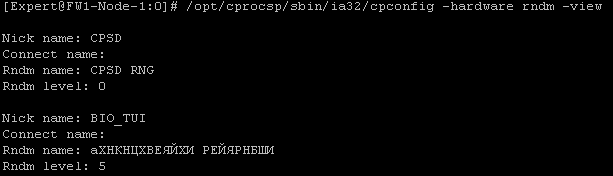 [Expert@FW1-Node-1:0]# /opt/cprocsp/sbin/ia32/cpconfig -hardware rndm -view
Nick name: CPSD
Connect name:
Rndm name: CPSD RNG
Rndm level: 0
Nick name: BIO_TUI
Connect name:
Rndm name: аХНКНЦХВЕЯЙХИ РЕЙЯРНБШИ
Rndm level: 5